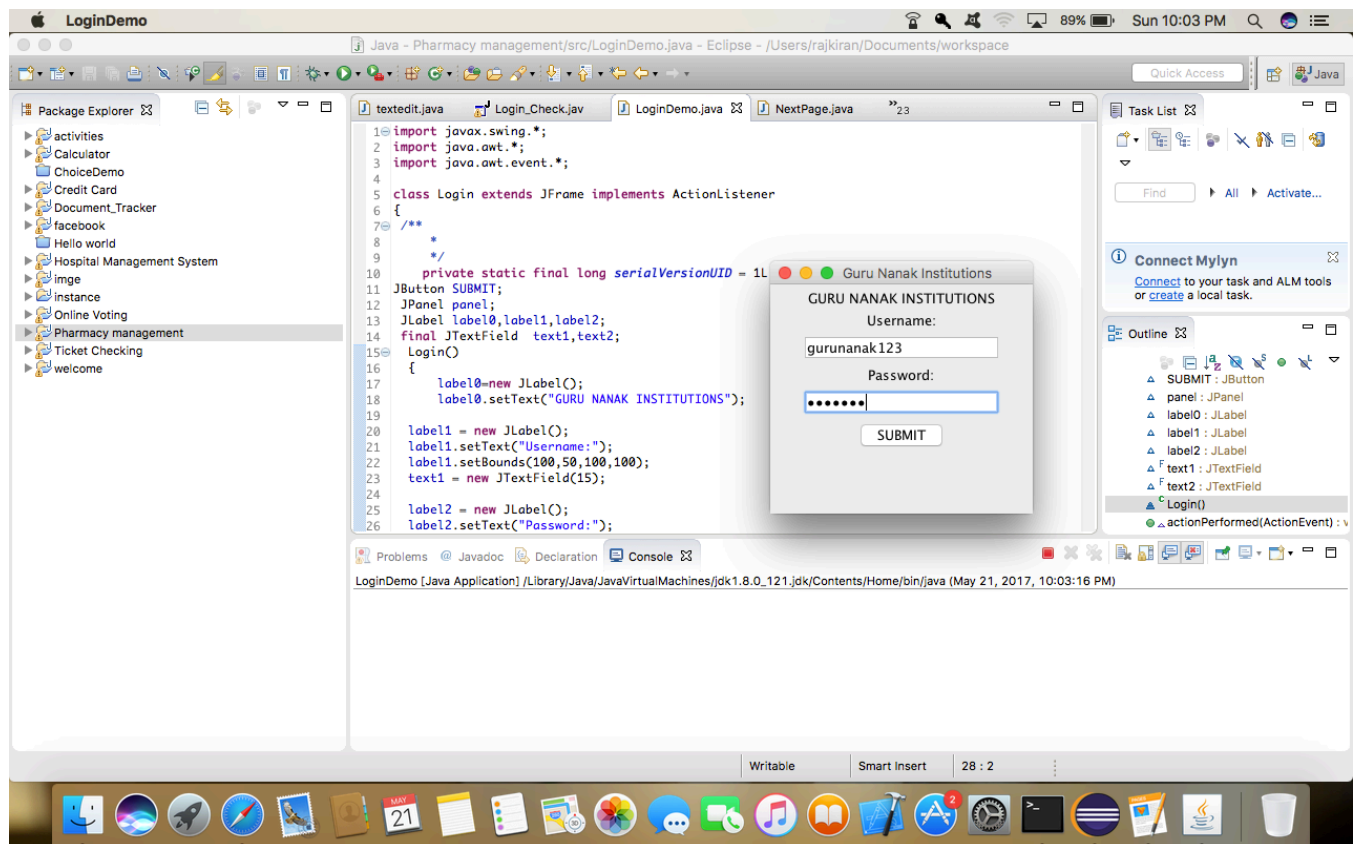 LoginDemo
89%
Sun 10:03 PM
Java - Pharmacy management/src/LoginDemo.java - Eclipse - /Users/rajkiran/Documents/workspace
Quick Access
Java
Package Explorer
activities
Calculator
ChoiceDemo
Credit Card
Document_Tracker
facebook
Hello world
Hospital Management System
imge
instance
Online Voting
Pharmacy management
Ticket Checking
welcome
textedit.java
Login_Check.jav
LoginDemo.java
NextPage.java
»23
1 import javax.swing.*;
2 import java.awt.*;
3 import java.awt.event.*;
4
5 class Login extends JFrame implements ActionListener
6 {
7 /**
8 *
9 */
10 private static final long serialVersionUID = 1L
11 JButton SUBMIT;
12 JPanel panel;
13 JLabel label0,label1,label2;
14 final JTextField text1,text2;
15 Login()
16 {
17 label0=new JLabel();
18 label0.setText("GURU NANAK INSTITUTIONS");
19
20 label1 = new JLabel();
21 label1.setText("Username:");
22 label1.setBounds(100,50,100,100);
23 text1 = new JTextField(15);
24
25 label2 = new JLabel();
26 label2.setText("Password:");
Guru Nanak Institutions
GURU NANAK INSTITUTIONS
Username:
gurunanak123
Password:
•••••••
SUBMIT
Task List
Find
All
Activate...
Connect Mylyn
Connect to your task and ALM tools
or create a local task.
Outline
SUBMIT : JButton
panel : JPanel
label0 : JLabel
label1 : JLabel
label2 : JLabel
F text1 : JTextField
F text2 : JTextField
C Login()
actionPerformed(ActionEvent) : v
Problems
@ Javadoc
Declaration
Console
LoginDemo [Java Application] /Library/Java/JavaVirtualMachines/jdk1.8.0_121.jdk/Contents/Home/bin/java (May 21, 2017, 10:03:16 PM)
Writable
Smart Insert
28 : 2
MAY
21
2